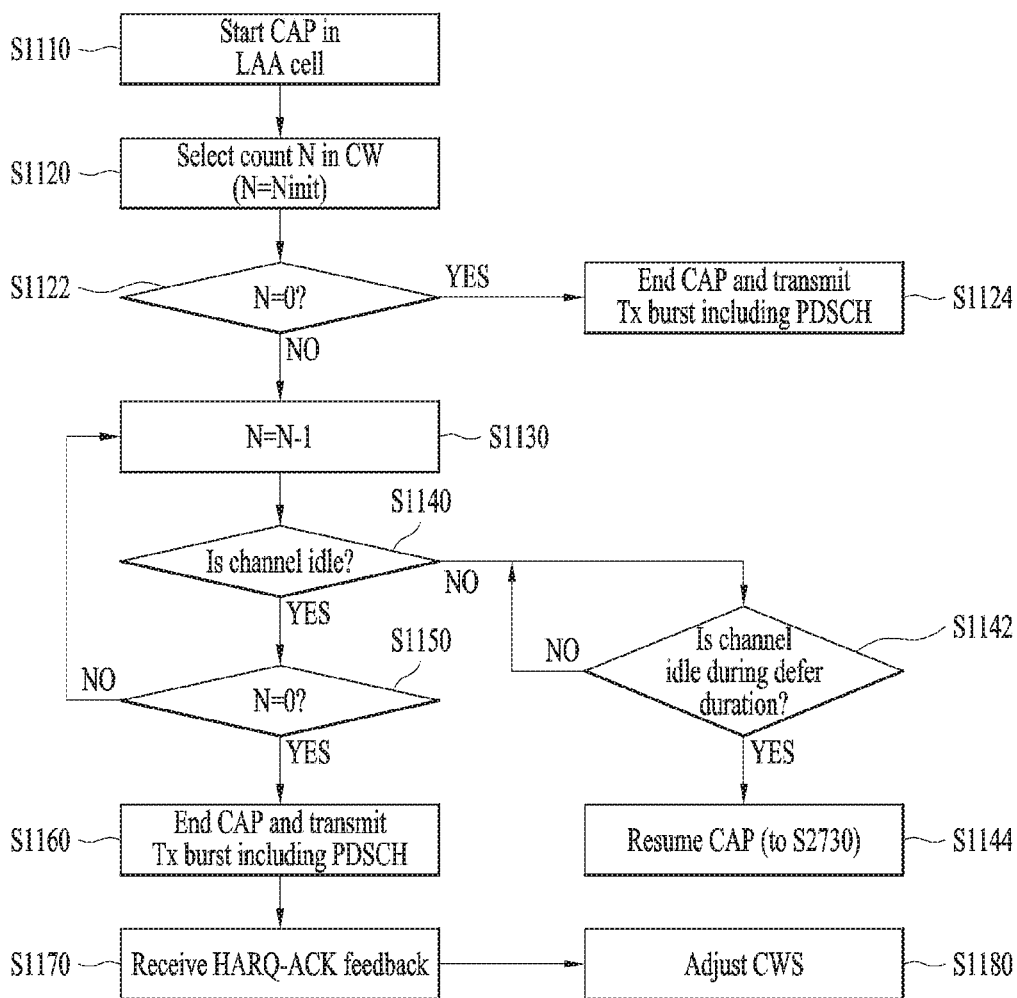 S1110
Start CAP in
LAA cell
S1120
Select count N in CW
(N=Ninit)
S1122
N=0?
YES
End CAP and transmit
Tx burst including PDSCH
S1124
NO
N=N-1
S1130
S1140
Is channel idle?
NO
YES
S1150
NO
N=0?
YES
S1142
Is channel
idle during defer
duration?
NO
YES
S1160
End CAP and transmit
Tx burst including PDSCH
Resume CAP (to S2730)
S1144
S1170
Receive HARQ-ACK feedback
Adjust CWS
S1180